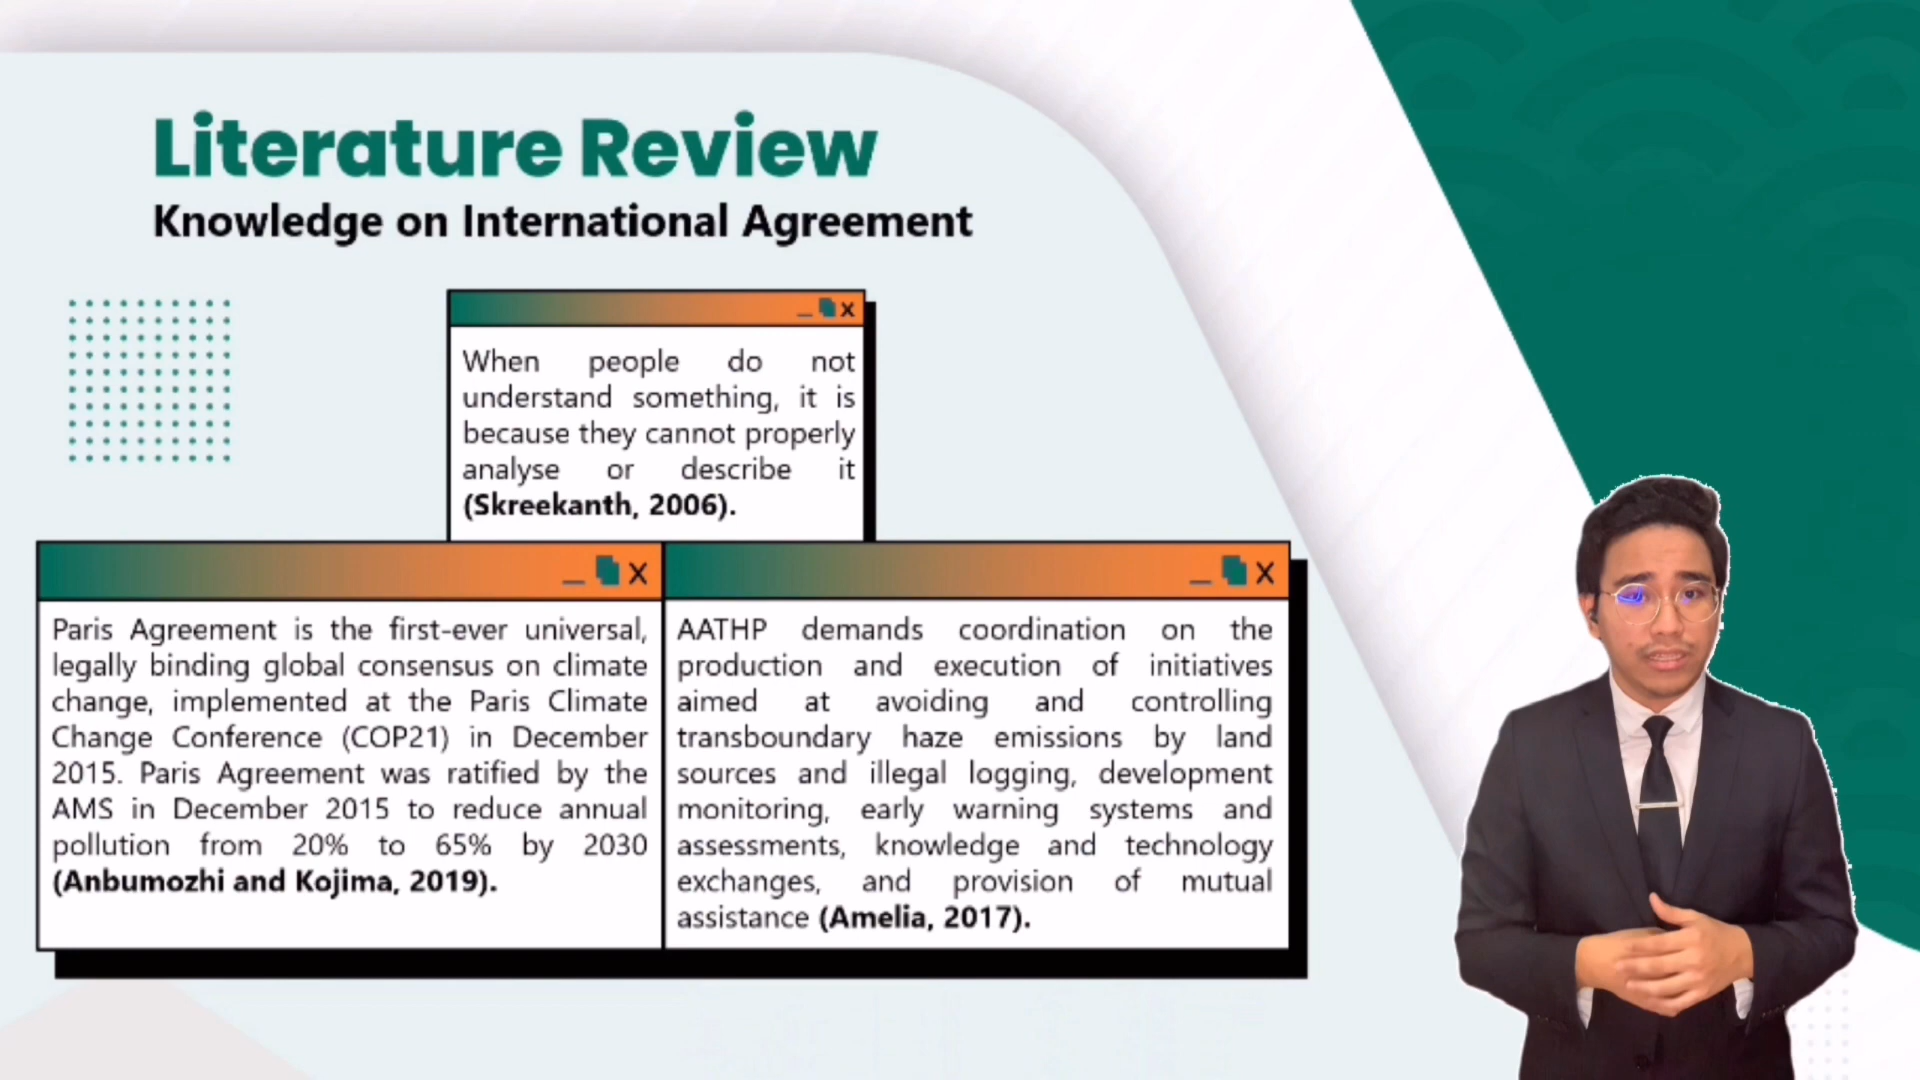 Literature Review
Knowledge on International Agreement
When people do not
understand something, it is
because they cannot properly
analyse or describe it
(Skreekanth, 2006).
Paris Agreement is the first-ever universal,
legally binding global consensus on climate
change, implemented at the Paris Climate
Change Conference (COP21) in December
2015. Paris Agreement was ratified by the
AMS in December 2015 to reduce annual
pollution from 20% to 65% by 2030
(Anbumozhi and Kojima, 2019).
AATHP demands coordination on the
production and execution of initiatives
aimed at avoiding and controlling
transboundary haze emissions by land
sources and illegal logging, development
monitoring, early warning systems and
assessments, knowledge and technology
exchanges, and provision of mutual
assistance (Amelia, 2017).